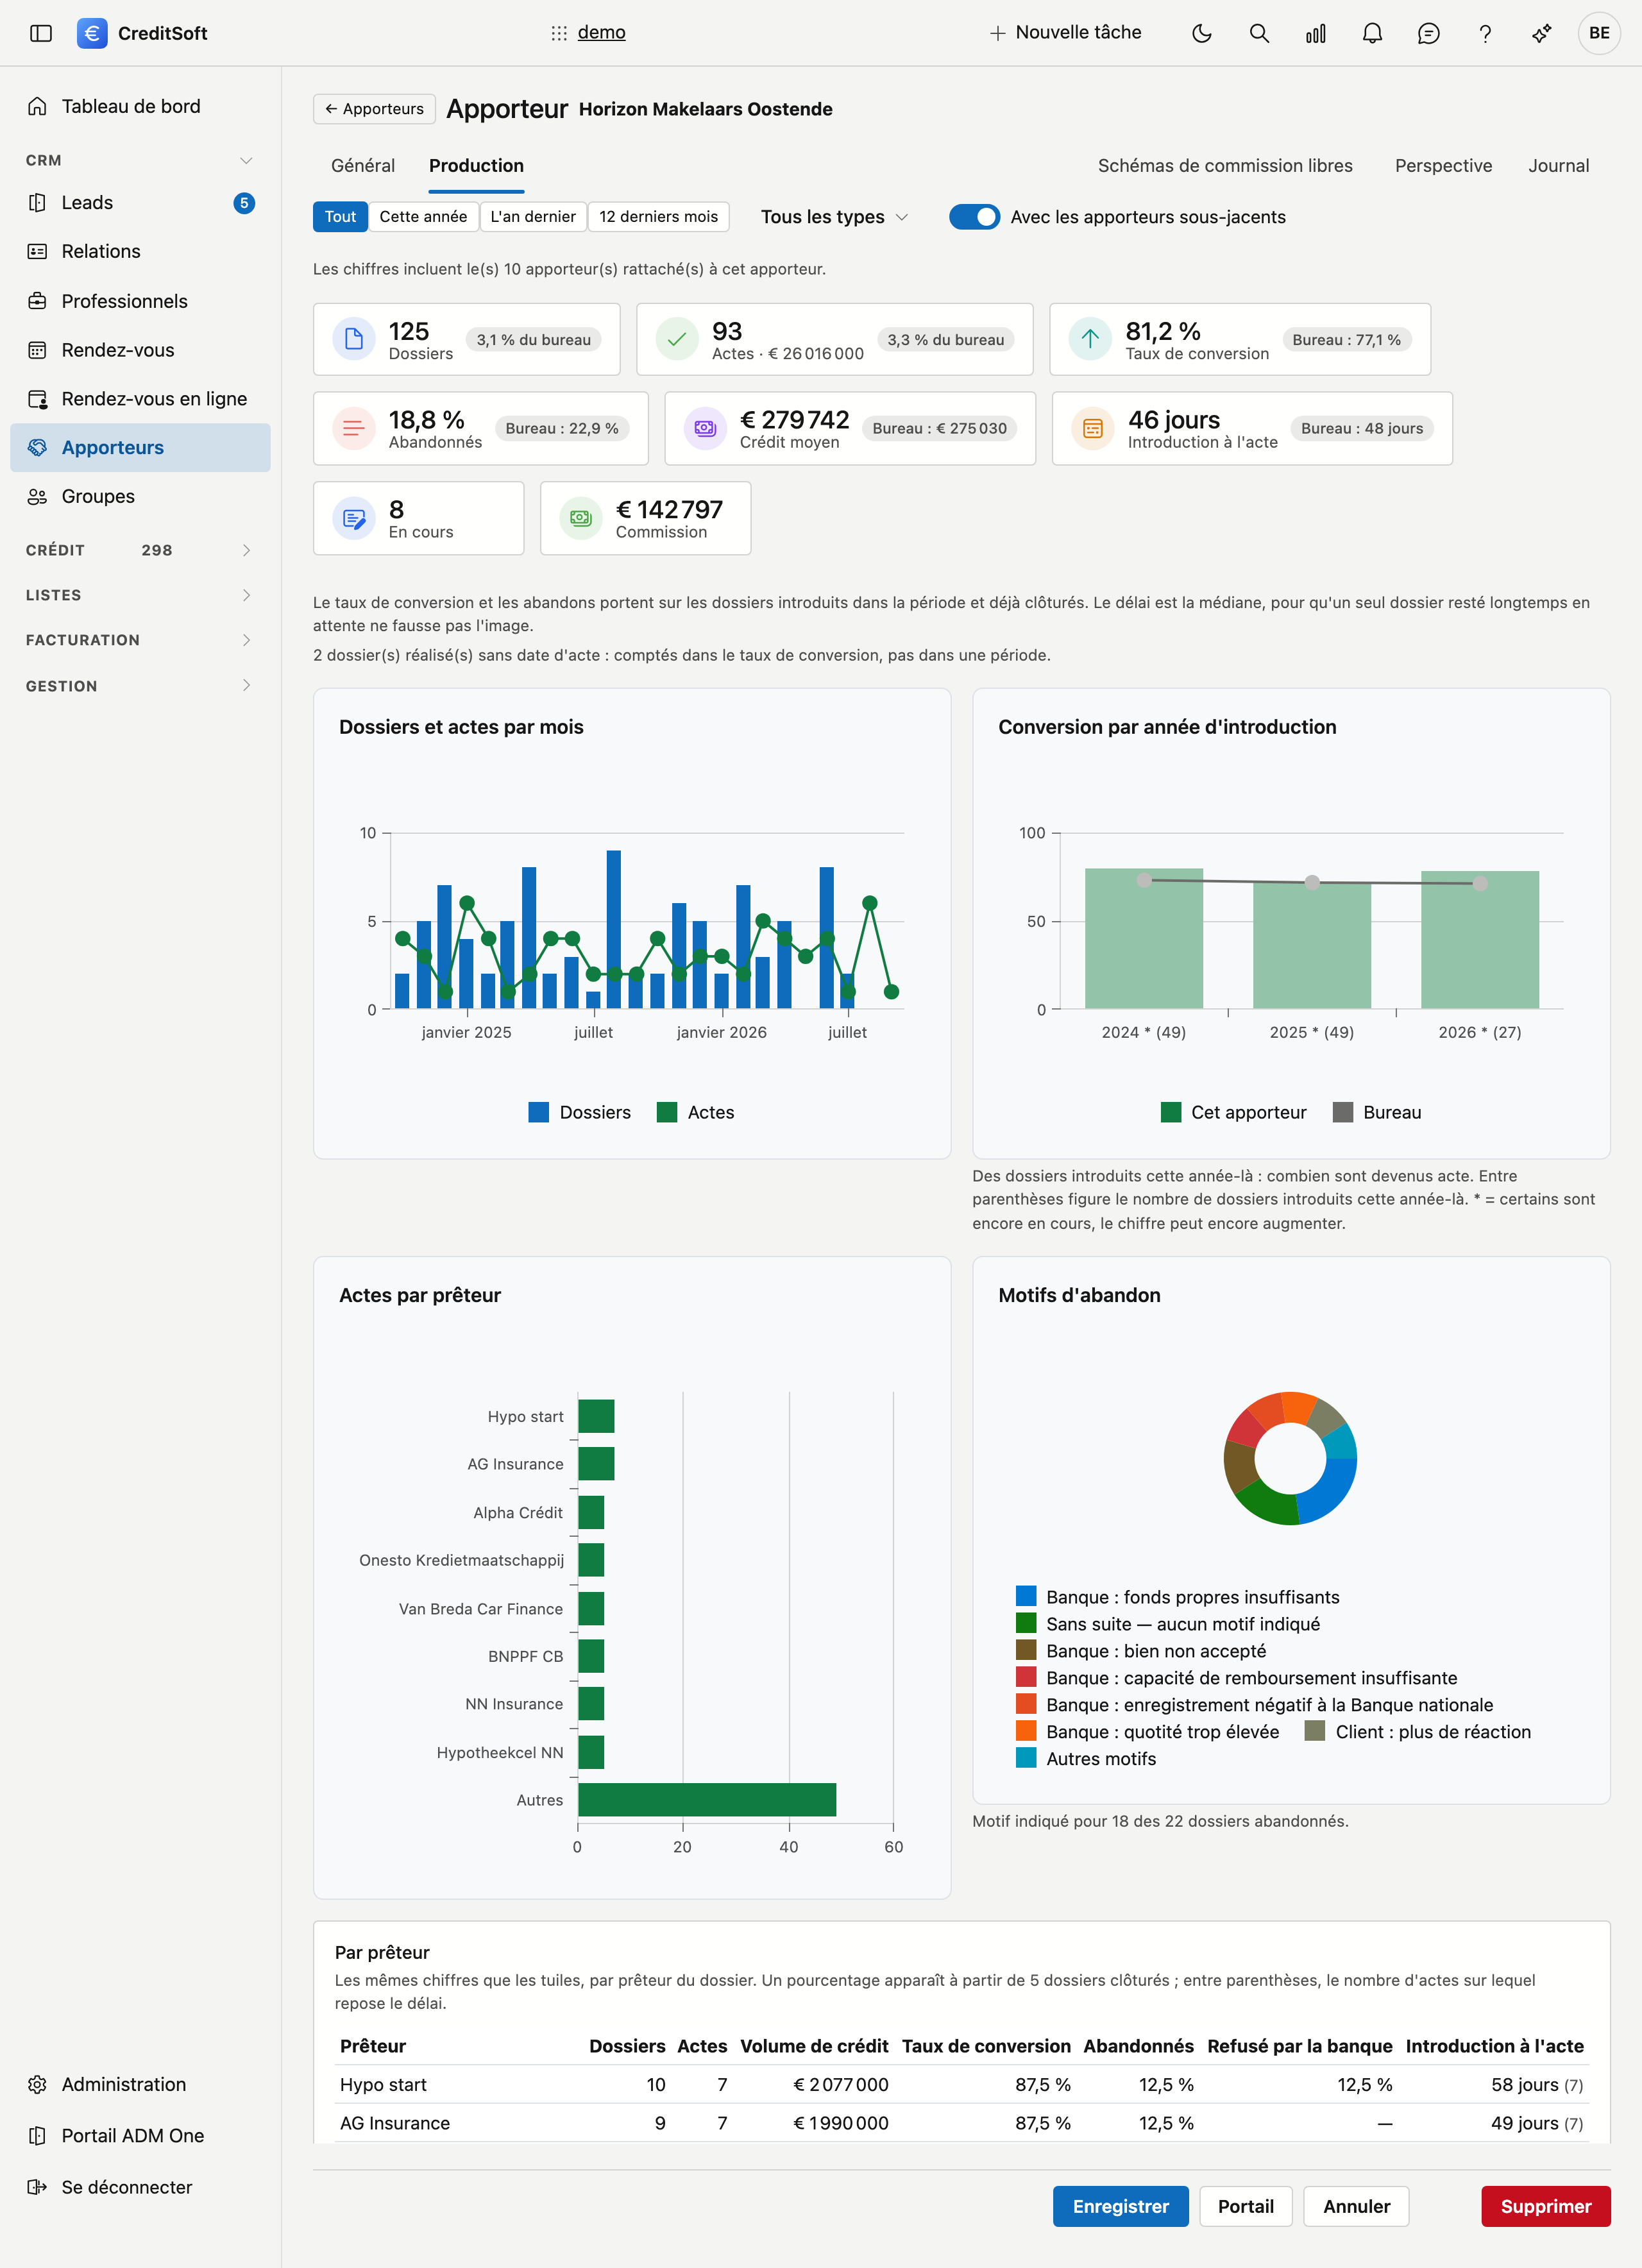 CreditSoft
demo
Nouvelle tâche
BE
Tableau de bord
CRM
Leads 5
Relations
Professionnels
Rendez-vous
Rendez-vous en ligne
Apporteurs
Groupes
CRÉDIT 298
LISTES
FACTURATION
GESTION
Administration
Portail ADM One
Se déconnecter
← Apporteurs Apporteur Horizon Makelaars Oostende
Général Production Schémas de commission libres Perspective Journal
Tout Cette année L'an dernier 12 derniers mois Tous les types Avec les apporteurs sous-jacents
Les chiffres incluent le(s) 10 apporteur(s) rattaché(s) à cet apporteur.
125
Dossiers
3,1 % du bureau
93
Actes · € 26 016 000
3,3 % du bureau
81,2 %
Taux de conversion
Bureau : 77,1 %
18,8 %
Abandonnés
Bureau : 22,9 %
€ 279 742
Crédit moyen
Bureau : € 275 030
46 jours
Introduction à l'acte
Bureau : 48 jours
8
En cours
€ 142 797
Commission
Le taux de conversion et les abandons portent sur les dossiers introduits dans la période et déjà clôturés. Le délai est la médiane, pour qu'un seul dossier resté longtemps en
attente ne fausse pas l'image.
2 dossier(s) réalisé(s) sans date d'acte : comptés dans le taux de conversion, pas dans une période.
Dossiers et actes par mois
10
5
0
janvier 2025 juillet janvier 2026 juillet
Dossiers Actes
Conversion par année d'introduction
100
50
0
2024 * (49) 2025 * (49) 2026 * (27)
Cet apporteur Bureau
Des dossiers introduits cette année-là : combien sont devenus acte. Entre
parenthèses figure le nombre de dossiers introduits cette année-là. * = certains sont
encore en cours, le chiffre peut encore augmenter.
Actes par prêteur
Hypo start
AG Insurance
Alpha Crédit
Onesto Kredietmaatschappij
Van Breda Car Finance
BNPPF CB
NN Insurance
Hypotheekcel NN
Autres
0 20 40 60
Motifs d'abandon
Banque : fonds propres insuffisants
Sans suite — aucun motif indiqué
Banque : bien non accepté
Banque : capacité de remboursement insuffisante
Banque : enregistrement négatif à la Banque nationale
Banque : quotité trop élevée Client : plus de réaction
Autres motifs
Motif indiqué pour 18 des 22 dossiers abandonnés.
Par prêteur
Les mêmes chiffres que les tuiles, par prêteur du dossier. Un pourcentage apparaît à partir de 5 dossiers clôturés ; entre parenthèses, le nombre d'actes sur lequel
repose le délai.
Prêteur Dossiers Actes Volume de crédit Taux de conversion Abandonnés Refusé par la banque Introduction à l'acte
Hypo start 10 7 € 2 077 000 87,5 % 12,5 % 12,5 % 58 jours (7)
AG Insurance 9 7 € 1 990 000 87,5 % 12,5 % — 49 jours (7)
Enregistrer Portail Annuler Supprimer